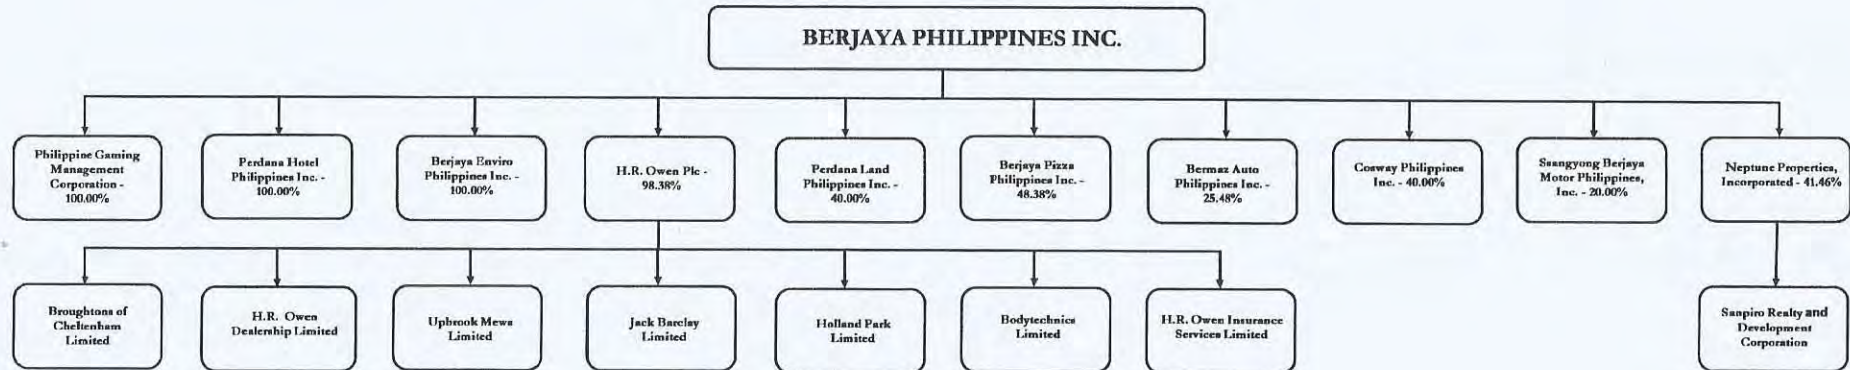 BERJAYA PHILIPPINES INC.
Philippine Gaming
Management
Corporation -
100.00%
Perdana Hotel
Philippines Inc. -
100.00%
Berjaya Enviro
Philippines Inc. -
100.00%
H.R. Owen Plc -
98.38%
Perdana Land
Philippines Inc. -
40.00%
Berjaya Pizza
Philippines Inc. -
48.38%
Bermaz Auto
Philippines Inc. -
25.48%
Cosway Philippines
Inc. - 40.00%
Ssangyong Berjaya
Motor Philippines,
Inc. - 20.00%
Neptune Properties,
Incorporated - 41.46%
Broughtons of
Cheltenham
Limited
H.R. Owen
Dealership Limited
Upbrook Mews
Limited
Jack Barclay
Limited
Holland Park
Limited
Bodytechnics
Limited
H.R. Owen Insurance
Services Limited
Sanpiro Realty and
Development
Corporation